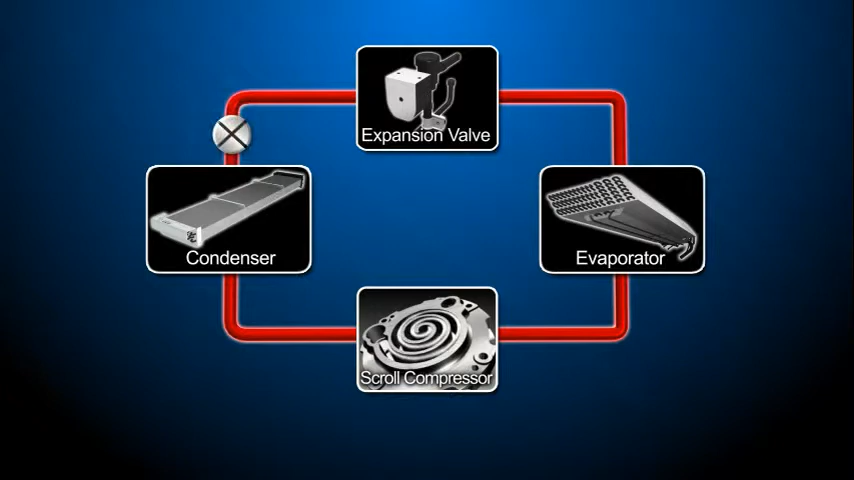 Expansion Valve
Condenser
Evaporator
Scroll Compressor